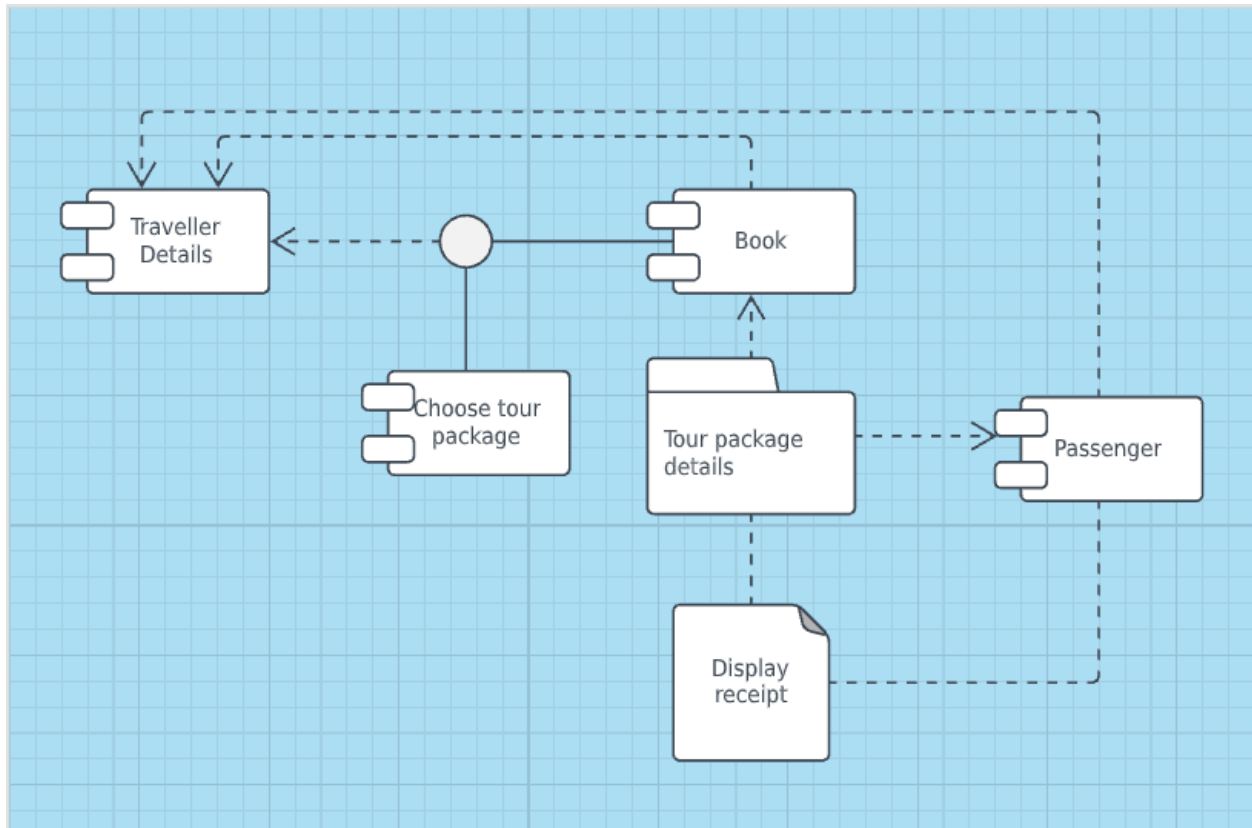 Traveller
Details
Book
Choose tour
package
Tour package
details
Passenger
Display
receipt